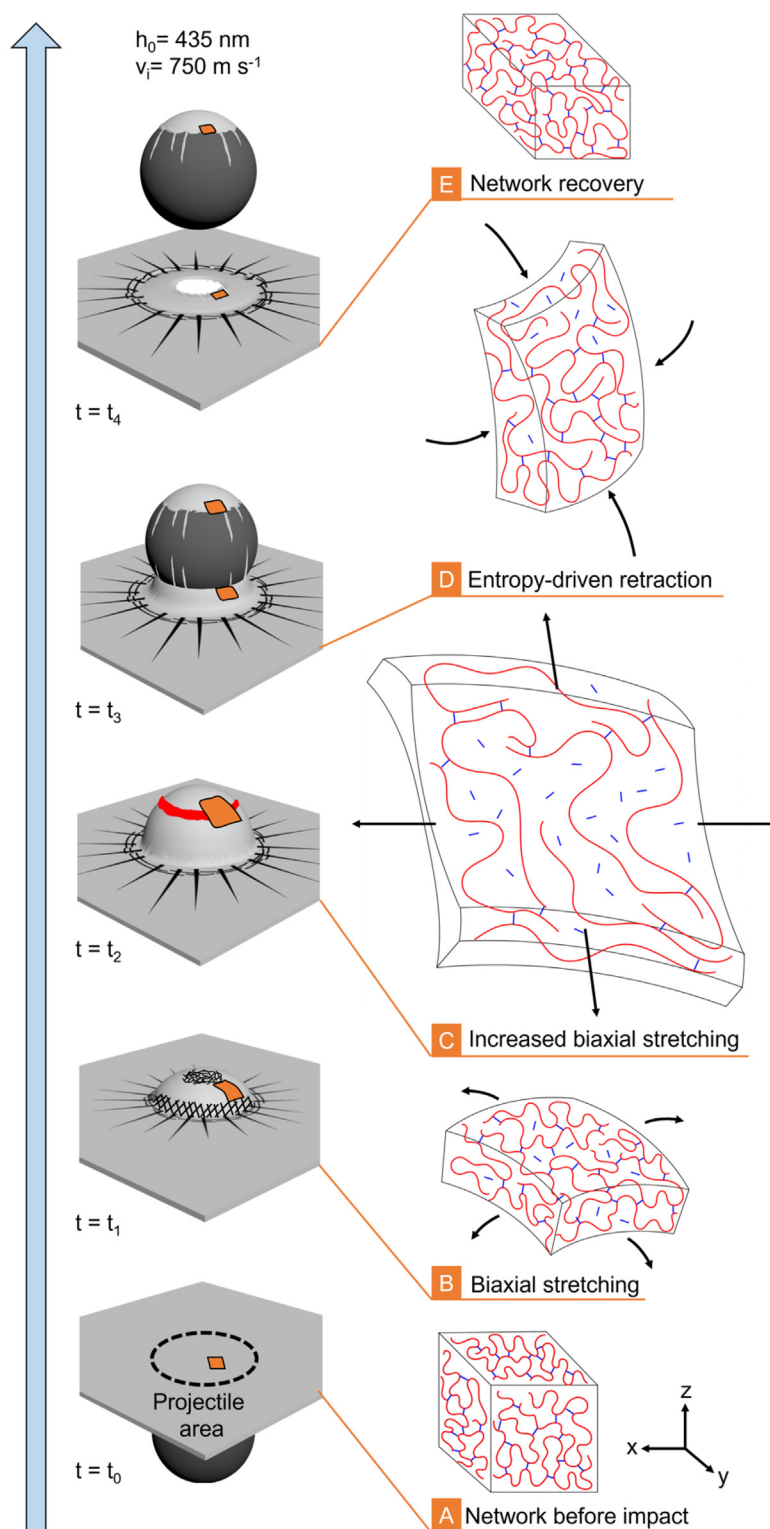 h₀= 435 nm
vᵢ= 750 m s⁻¹
E Network recovery
t = t₄
D Entropy-driven retraction
t = t₃
C Increased biaxial stretching
t = t₂
B Biaxial stretching
t = t₁
Projectile
area
t = t₀
z
x
y
A Network before impact